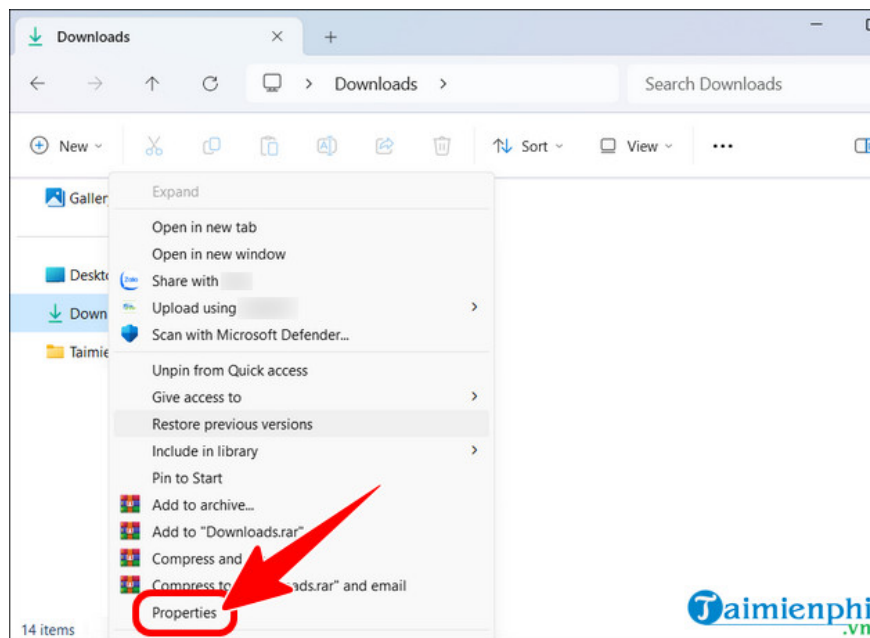 Downloads
Downloads
Search Downloads
New
Sort
View
Galler
Expand
Open in new tab
Open in new window
Deskto
Share with
Down
Upload using
Scan with Microsoft Defender...
Taimie
Unpin from Quick access
Give access to
Restore previous versions
Include in library
Pin to Start
Add to archive...
Add to "Downloads.rar"
Compress and
Compress to ads.rar" and email
Properties
14 items
Taimienphi
.vn